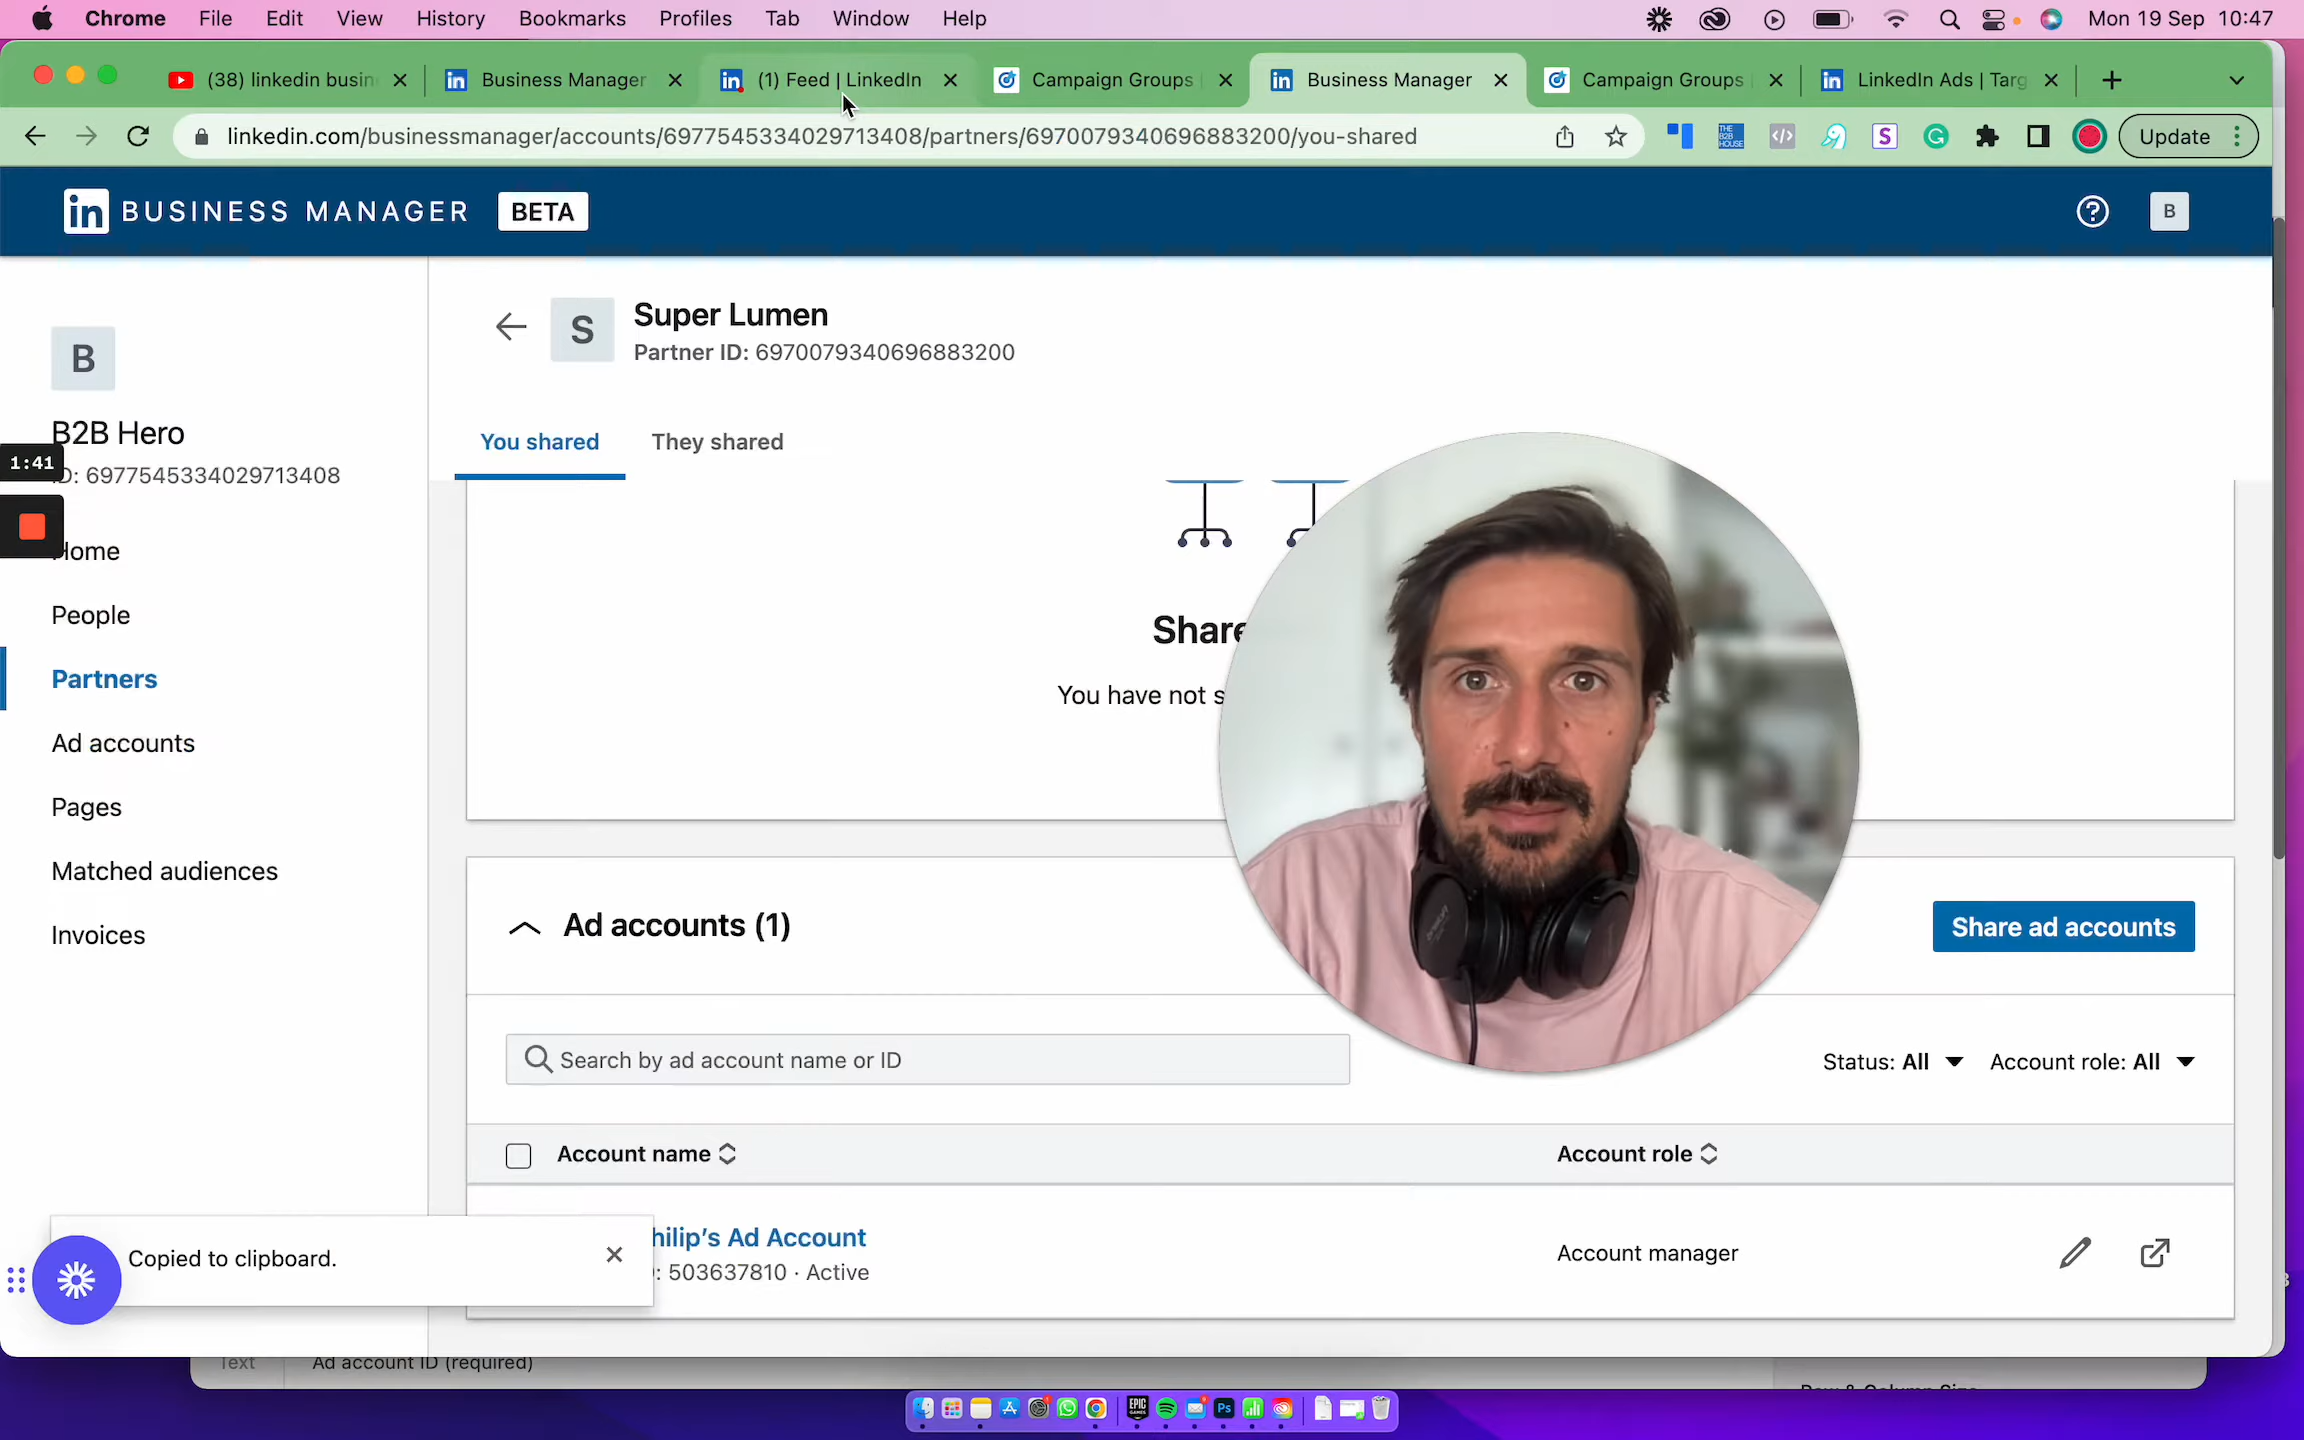 Chrome File Edit View History Bookmarks Profiles Tab Window Help Mon 19 Sep 10:47
(38) linkedin busin Business Manager (1) Feed | LinkedIn Campaign Groups Business Manager Campaign Groups LinkedIn Ads | Targ
linkedin.com/businessmanager/accounts/6977545334029713408/partners/6970079340696883200/you-shared Update
in BUSINESS MANAGER BETA B
S
Super Lumen
Partner ID: 6970079340696883200
B
B2B Hero
D: 6977545334029713408
1:41
You shared They shared
Home
People
Partners
Ad accounts
Pages
Matched audiences
Invoices
Share
You have not s
Ad accounts (1)
Share ad accounts
Search by ad account name or ID
Status: All Account role: All
Account name Account role
hilip's Ad Account
: 503637810 · Active
Account manager
Copied to clipboard.
Text Ad account ID (required)